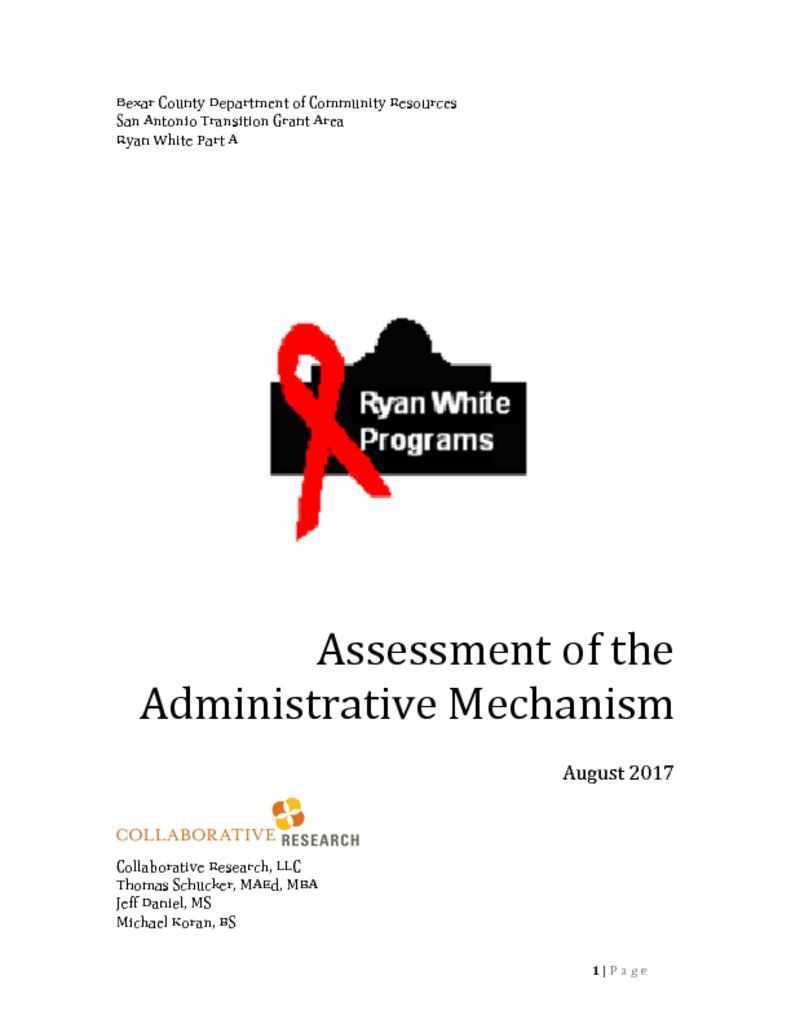 Bexar County Department of Community Resources
San Antonio Transition Grant Area
Ryan White Part A
Ryan White
Programs
Assessment of the
Administrative Mechanism
August 2017
COLLABORATIVE RESEARCH
Collaborative Research, LLC
Thomas Schucker, MAEd, MBA
Jeff Daniel, MS
Michael Koran, BS
1 | Page